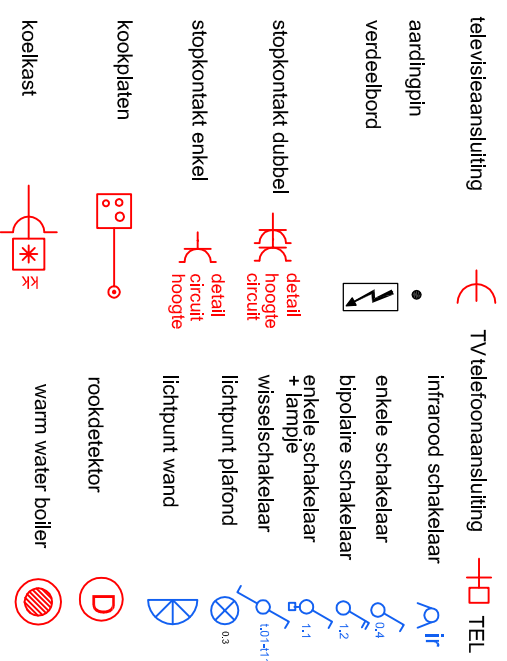 televisieaansluiting
TV
aardingpin
verdeelbord
stopkontakt dubbel
detail
hoogte
circuit
stopkontakt enkel
detail
circuit
hoogte
kookplaten
koelkast
telefoonaansluiting
TEL
infrarood schakelaar
ir
enkele schakelaar
0.4
bipolaire schakelaar
1.2
enkele schakelaar
+ lampje
1.1
wisselschakelaar
lichtpunt plafond
0.3
lichtpunt wand
rookdetektor
D
warm water boiler